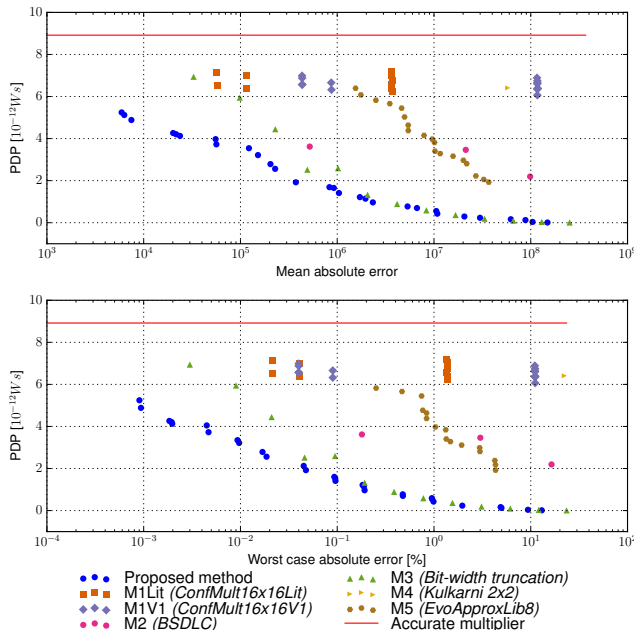 10
8
6
4
2
0
PDP [10⁻¹²Ws]
10³ 10⁴ 10⁵ 10⁶ 10⁷ 10⁸ 10⁹
Mean absolute error
10
8
6
4
2
0
PDP [10⁻¹²Ws]
10⁻⁴ 10⁻³ 10⁻² 10⁻¹ 10⁰ 10¹ 10²
Worst case absolute error [%]
Proposed method
M1Lit (ConfMult16x16Lit)
M1V1 (ConfMult16x16V1)
M2 (BSDLC)
M3 (Bit-width truncation)
M4 (Kulkarni 2x2)
M5 (EvoApproxLib8)
Accurate multiplier